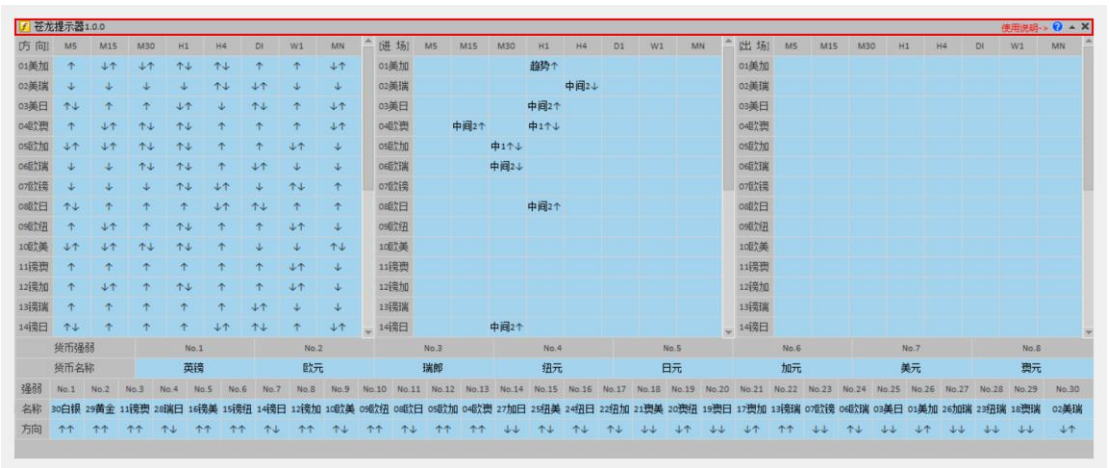 苍龙提示器1.0.0 使用说明-> ? X
[方 向] M5 M15 M30 H1 H4 DI W1 MN [进 场] M5 M15 M30 H1 H4 D1 W1 MN [出 场] M5 M15 M30 H1 H4 DI W1 MN
01美加 ↑ ↓↑ ↓↑ ↑↓ ↑↓ ↑ ↑ ↓↑ 01美加 趋势↑ 01美加
02美瑞 ↓ ↓ ↓ ↓ ↑↓ ↓↑ ↓ ↓ 02美瑞 中间2↓ 02美瑞
03美日 ↑↓ ↑ ↑ ↓↑ ↓ ↑↓ ↑ ↓↑ 03美日 中间2↑ 03美日
04欧澳 ↑ ↓↑ ↑↓ ↑↓ ↑ ↑ ↑ ↓↑ 04欧澳 中间2↑ 中1↑↓ 04欧澳
05欧加 ↓↑ ↓↑ ↑↓ ↑↓ ↑ ↑ ↓↑ ↓ 05欧加 中1↑↓ 05欧加
06欧瑞 ↓ ↓ ↑↓ ↑↓ ↑ ↓↑ ↓ ↓ 06欧瑞 中间2↓ 06欧瑞
07欧镑 ↓ ↓ ↓ ↑↓ ↓↑ ↓ ↑↓ ↑ 07欧镑 07欧镑
08欧日 ↑↓ ↑ ↑ ↑ ↓↑ ↑↓ ↑ ↑ 08欧日 中间2↑ 08欧日
09欧纽 ↑ ↓↑ ↑ ↑↓ ↑ ↑ ↓↑ ↓ 09欧纽 09欧纽
10欧美 ↓↑ ↓↑ ↑↓ ↑↓ ↑ ↓ ↓ ↑↓ 10欧美 10欧美
11镑澳 ↑ ↑ ↑ ↑ ↑ ↑ ↓↑ ↓ 11镑澳 11镑澳
12镑加 ↑ ↓↑ ↑ ↑↓ ↑ ↑ ↓↑ ↓ 12镑加 12镑加
13镑瑞 ↑ ↑ ↑ ↑ ↑ ↓↑ ↓ ↓ 13镑瑞 13镑瑞
14镑日 ↑↓ ↑ ↑ ↑ ↓↑ ↑↓ ↑ ↓↑ 14镑日 中间2↑ 14镑日
货币强弱 No.1 No.2 No.3 No.4 No.5 No.6 No.7 No.8
货币名称 英镑 欧元 瑞郎 纽元 日元 加元 美元 澳元
强弱 No.1 No.2 No.3 No.4 No.5 No.6 No.7 No.8 No.9 No.10 No.11 No.12 No.13 No.14 No.15 No.16 No.17 No.18 No.19 No.20 No.21 No.22 No.23 No.24 No.25 No.26 No.27 No.28 No.29 No.30
名称 30白银 29黄金 11镑澳 28瑞日 16镑美 15镑纽 14镑日 12镑加 10欧美 09欧纽 08欧日 05欧加 04欧澳 27加日 25纽美 24纽日 22纽加 21澳美 20澳纽 19澳日 17澳加 13镑瑞 07欧镑 06欧瑞 03美日 01美加 26加瑞 23纽瑞 18澳瑞 02美瑞
方向 ↑↑ ↑↑ ↑↑ ↑↓ ↑↑ ↑↑ ↑↓ ↑↑ ↑↓ ↑↑ ↑↓ ↑↑ ↑↑ ↓↓ ↓↑ ↑↓ ↑↓ ↓↓ ↓↑ ↓↓ ↓↑ ↑↑ ↓↓ ↑↓ ↓↓ ↓↑ ↓↓ ↓↓ ↓↓ ↓↑